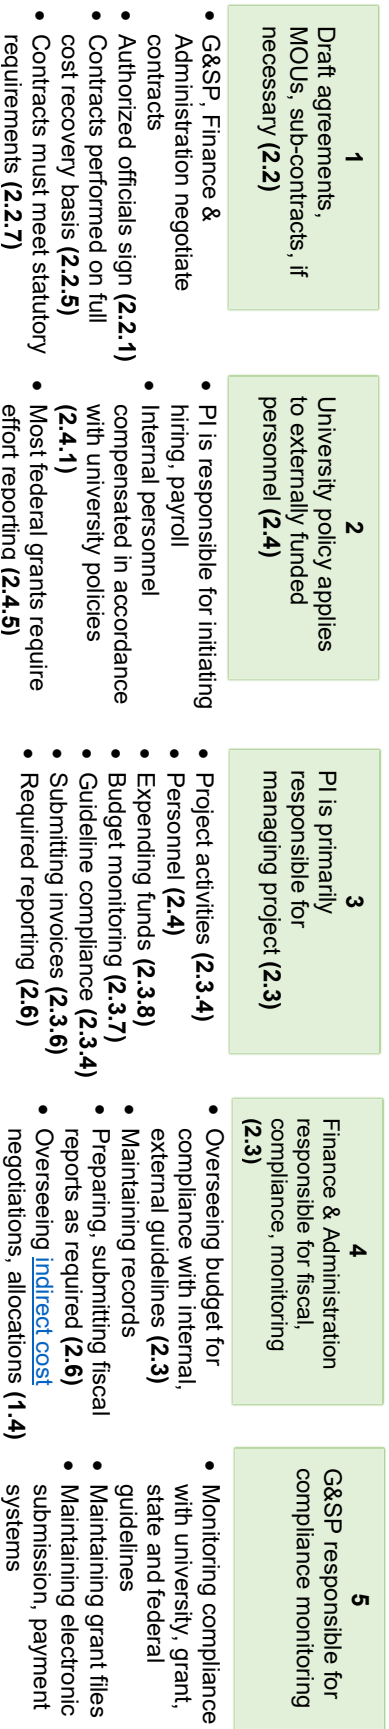 1
Draft agreements,
MOUs, sub-contracts, if
necessary (2.2)
• G&SP, Finance &
Administration negotiate
contracts
• Authorized officials sign (2.2.1)
• Contracts performed on full
cost recovery basis (2.2.5)
• Contracts must meet statutory
requirements (2.2.7)
2
University policy applies
to externally funded
personnel (2.4)
• PI is responsible for initiating
hiring, payroll
• Internal personnel
compensated in accordance
with university policies
(2.4.1)
• Most federal grants require
effort reporting (2.4.5)
3
PI is primarily
responsible for
managing project (2.3)
• Project activities (2.3.4)
• Personnel (2.4)
• Expending funds (2.3.8)
• Budget monitoring (2.3.7)
• Guideline compliance (2.3.4)
• Submitting invoices (2.3.6)
• Required reporting (2.6)
4
Finance & Administration
responsible for fiscal,
compliance, monitoring
(2.3)
• Overseeing budget for
compliance with internal,
external guidelines (2.3)
• Maintaining records
• Preparing, submitting fiscal
reports as required (2.6)
• Overseeing indirect cost
negotiations, allocations (1.4)
5
G&SP responsible for
compliance monitoring
• Monitoring compliance
with university, grant,
state and federal
guidelines
• Maintaining grant files
• Maintaining electronic
submission, payment
systems